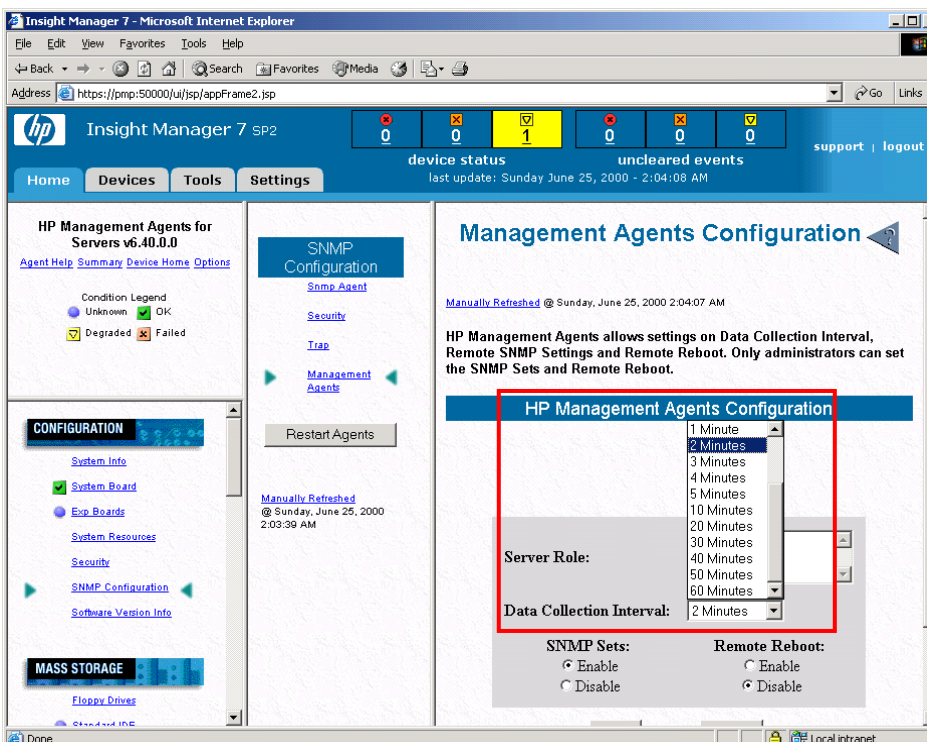 Insight Manager 7 - Microsoft Internet Explorer
File Edit View Favorites Tools Help
Back Search Favorites Media
Address https://pmp:50000/ui/jsp/appFrame2.jsp Go Links
hp Insight Manager 7 SP2
0 0 1 0 0 0
device status uncleared events
last update: Sunday June 25, 2000 - 2:04:08 AM
support | logout
Home Devices Tools Settings
HP Management Agents for
Servers v6.40.0.0
Agent Help Summary Device Home Options
Condition Legend
Unknown OK
Degraded Failed
CONFIGURATION
System Info
System Board
Exp Boards
System Resources
Security
SNMP Configuration
Software Version Info
MASS STORAGE
Floppy Drives
Standard IDE
SNMP
Configuration
Snmp Agent
Security
Trap
Management
Agents
Restart Agents
Manually Refreshed
@ Sunday, June 25, 2000
2:03:39 AM
Management Agents Configuration
?
Manually Refreshed @ Sunday, June 25, 2000 2:04:07 AM
HP Management Agents allows settings on Data Collection Interval,
Remote SNMP Settings and Remote Reboot. Only administrators can set
the SNMP Sets and Remote Reboot.
HP Management Agents Configuration
1 Minute
2 Minutes
3 Minutes
4 Minutes
5 Minutes
10 Minutes
20 Minutes
30 Minutes
40 Minutes
50 Minutes
60 Minutes
Server Role:
Data Collection Interval: 2 Minutes
SNMP Sets: Remote Reboot:
Enable Enable
Disable Disable
Done Local intranet